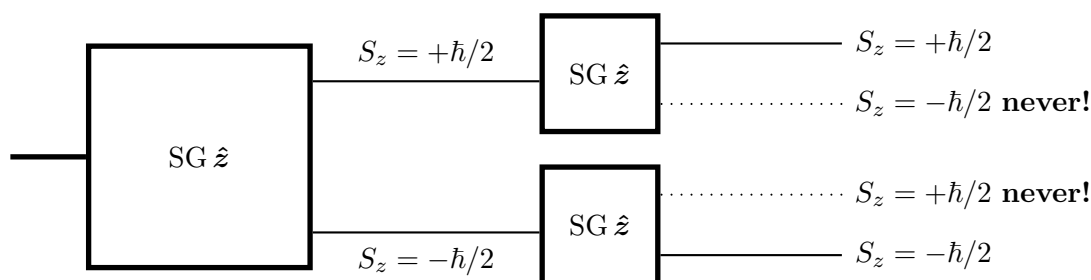 S_z = +ℏ/2
SG ẑ
S_z = +ℏ/2
S_z = −ℏ/2 never!
SG ẑ
S_z = −ℏ/2
SG ẑ
S_z = +ℏ/2 never!
S_z = −ℏ/2